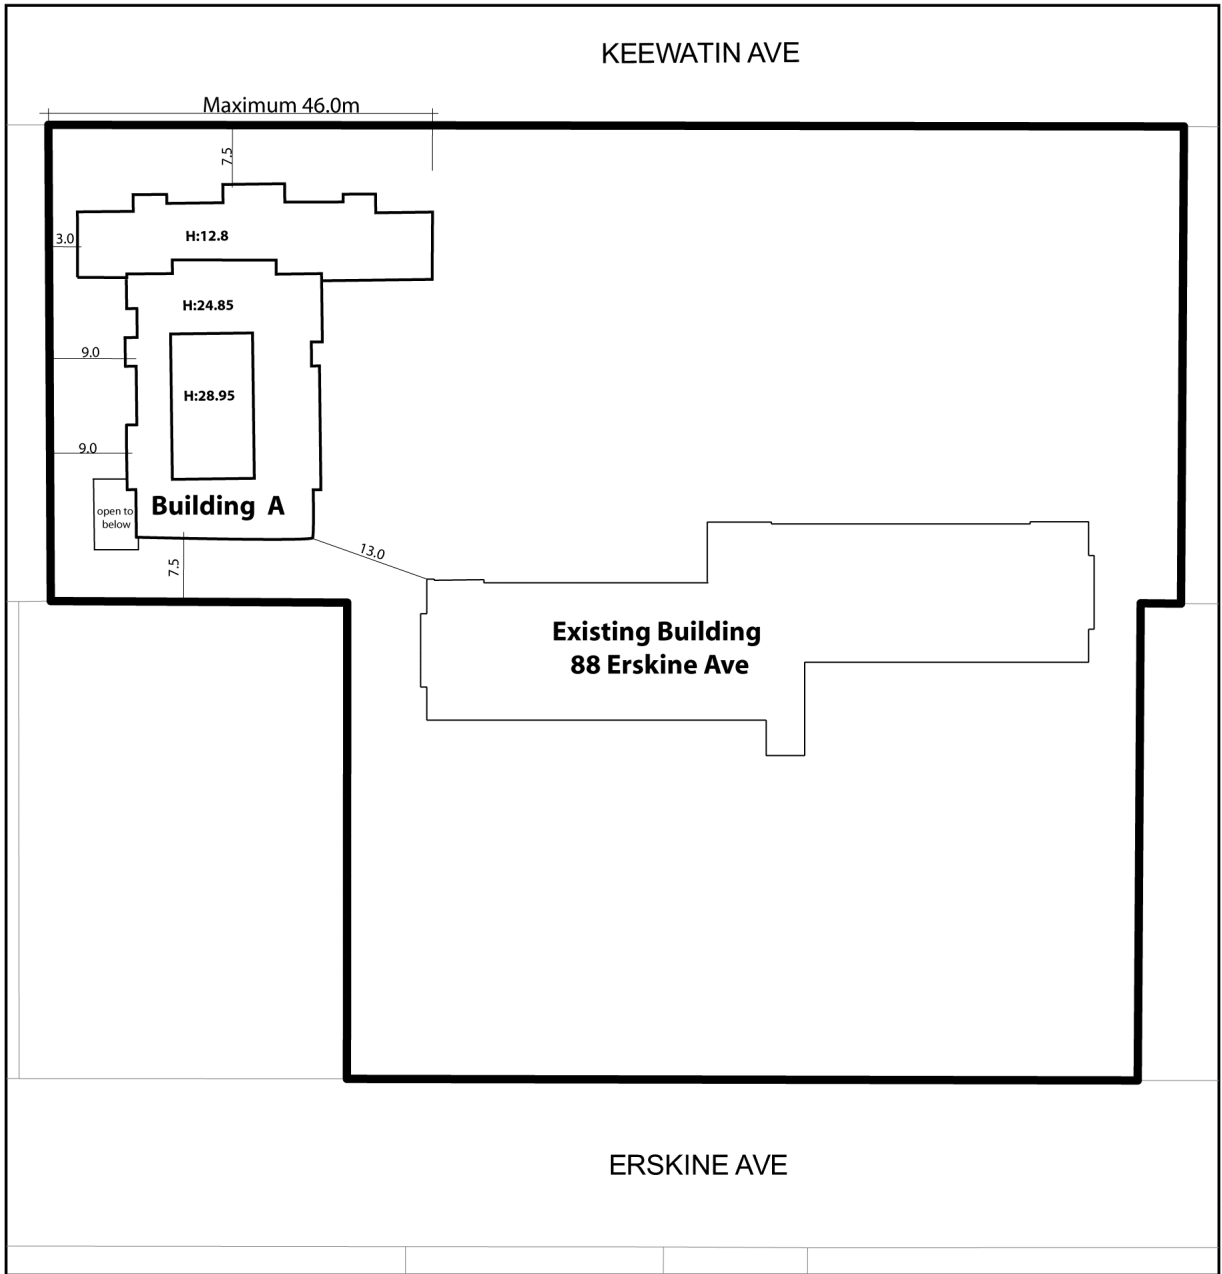 KEEWATIN AVE
Maximum 46.0m
7.5
H:12.8
3.0
H:24.85
9.0
H:28.95
9.0
Building A
open to
below
13.0
7.5
Existing Building
88 Erskine Ave
ERSKINE AVE